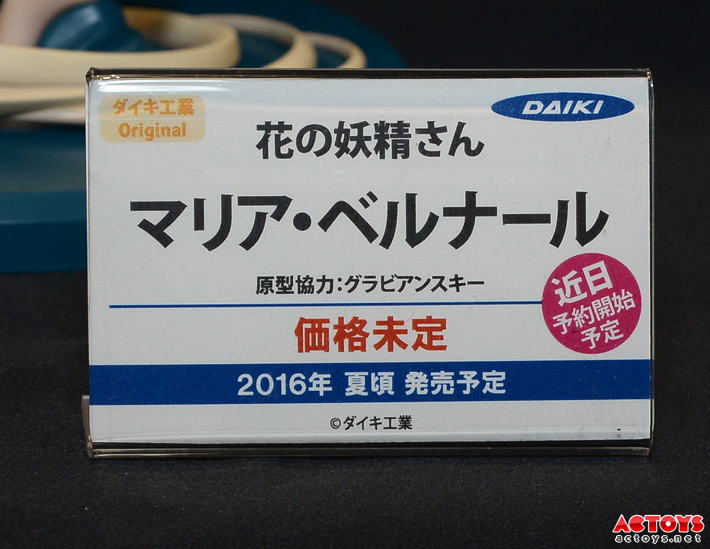 ダイキ工業
Original
DAIKI
花の妖精さん
マリア・ベルナール
原型協力:グラビアンスキー
近日
予約開始
予定
価格未定
2016年 夏頃 発売予定
©ダイキ工業
ACTOYS
actoys.net